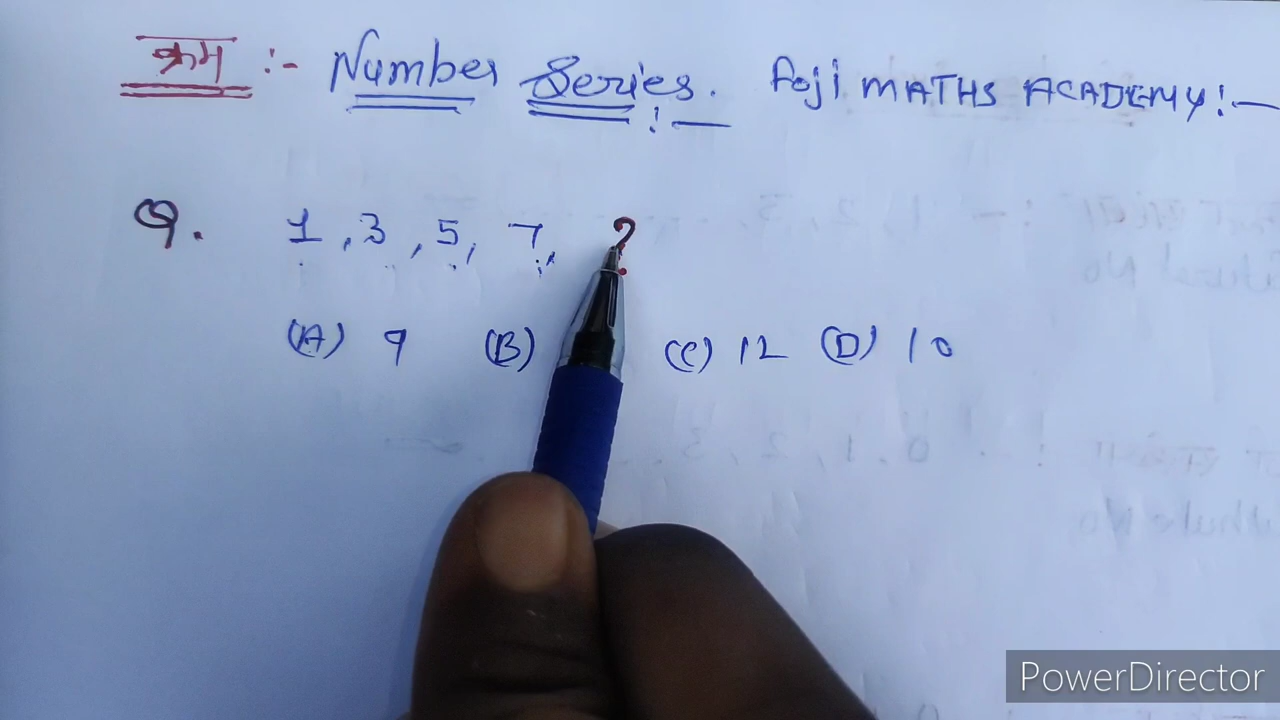 क्रम :- Number Series. Foji MATHS ACADEMY :-
:-
Q. 1, 3, 5, 7, ?
(A) 9 (B) (C) 12 (D) 10
PowerDirector